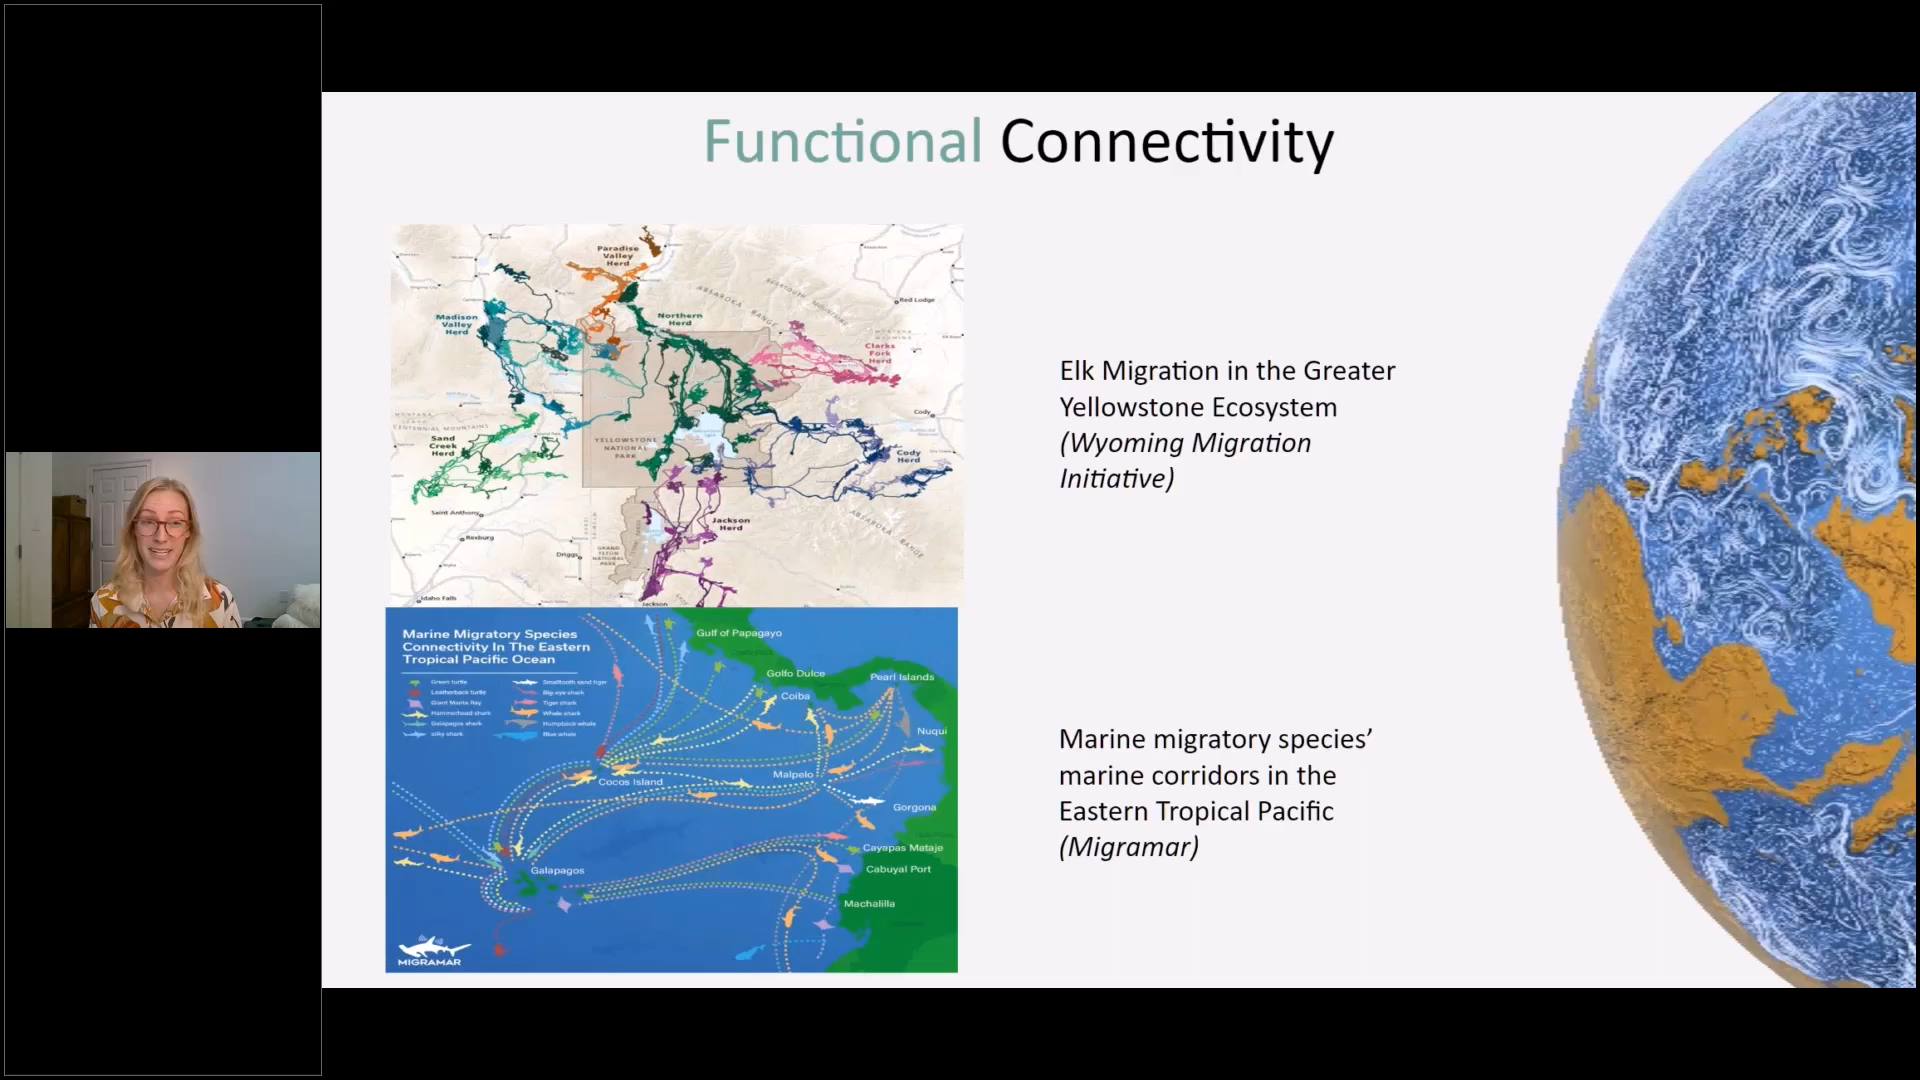 Functional Connectivity
Paradise
Valley
Herd
Madison
Valley
Herd
Northern
Herd
ABSAROKA
RANGE
BEARTOOTH MOUNTAINS
Red Lodge
Clarks
Fork
Herd
CENTENNIAL MOUNTAINS
Sand
Creek
Herd
YELLOWSTONE
NATIONAL
PARK
Cody
Cody
Herd
Saint Anthony
Rexburg
Driggs
GRAND
TETON
NATIONAL
PARK
Jackson
Herd
ABSAROKA RANGE
Idaho Falls
Jackson
Elk Migration in the Greater
Yellowstone Ecosystem
(Wyoming Migration
Initiative)
Marine Migratory Species
Connectivity In The Eastern
Tropical Pacific Ocean
Green turtle
Leatherback turtle
Giant Manta Ray
Hammerhead shark
Galapagos shark
silky shark
Smalltooth sand tiger
Big eye shark
Tiger shark
Whale shark
Humpback whale
Blue whale
Gulf of Papagayo
Golfo Dulce
Coiba
Pearl Islands
Nuqui
Cocos Island
Malpelo
Gorgona
Cayapas Mataje
Cabuyal Port
Galapagos
Machalilla
MIGRAMAR
Marine migratory species’
marine corridors in the
Eastern Tropical Pacific
(Migramar)